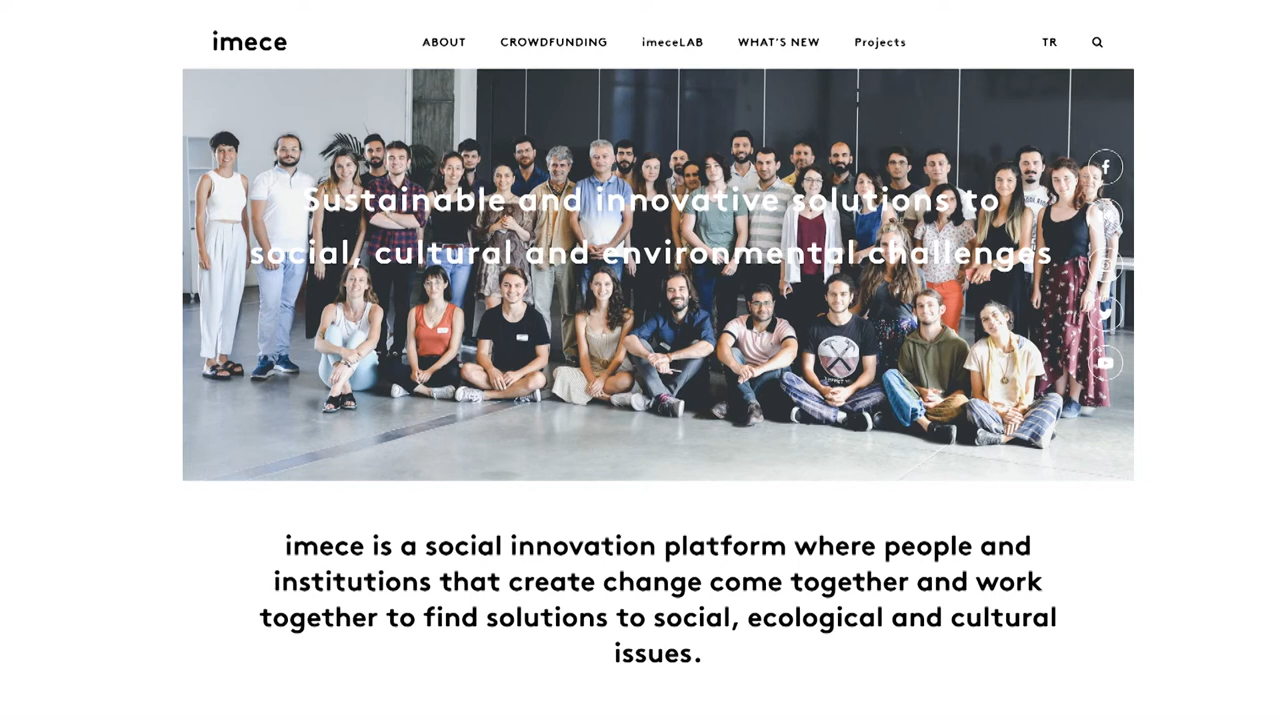 imece
ABOUT
CROWDFUNDING
imeceLAB
WHAT'S NEW
Projects
TR
Sustainable and innovative solutions to
social, cultural and environmental challenges
imece is a social innovation platform where people and
institutions that create change come together and work
together to find solutions to social, ecological and cultural
issues.